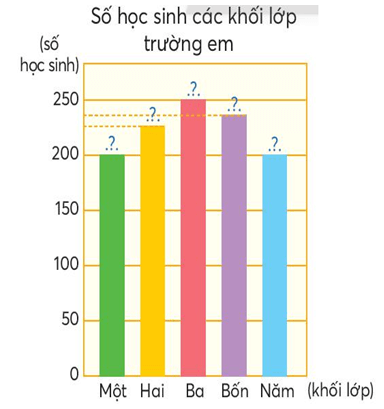 Số học sinh các khối lớp
trường em
(số
học sinh)
250
200
150
100
50
0
.?.
.?.
.?.
.?.
.?.
Một Hai Ba Bốn Năm (khối lớp)